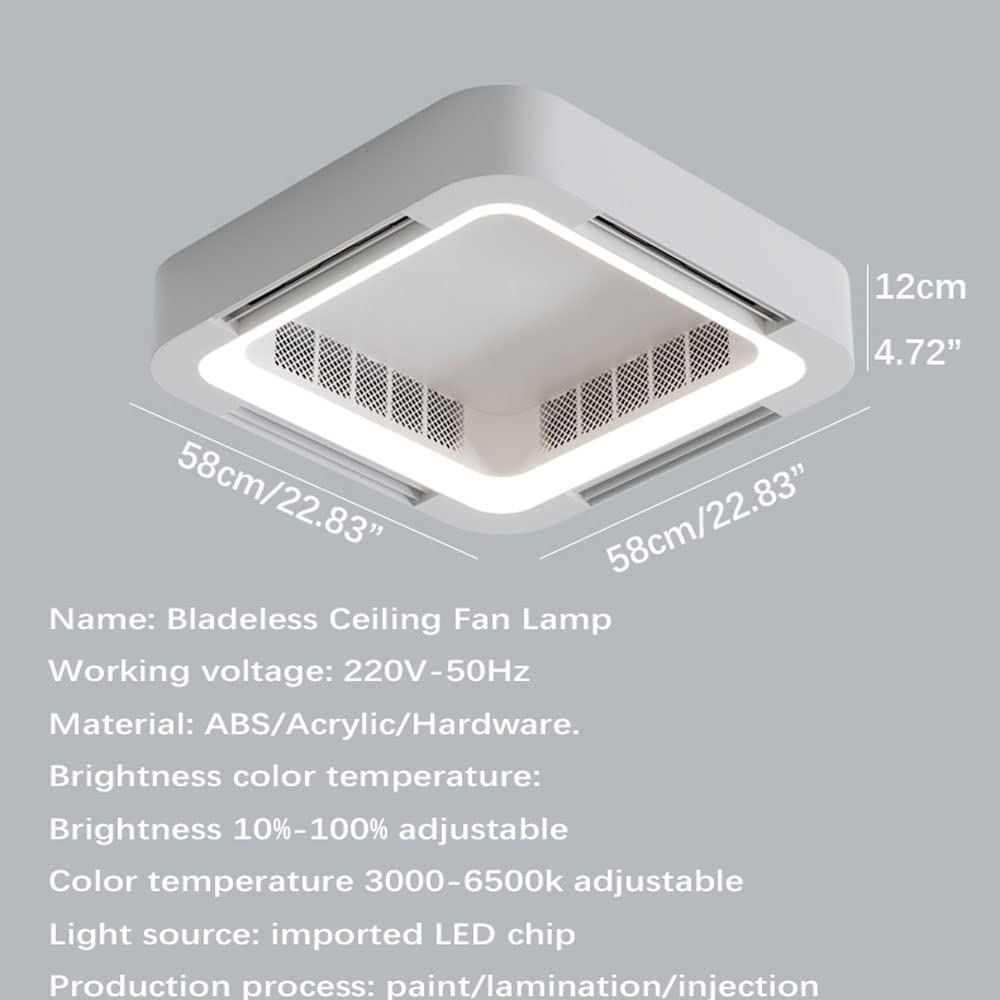 12cm
4.72”
58cm/22.83”
58cm/22.83”
Name: Bladeless Ceiling Fan Lamp
Working voltage: 220V-50Hz
Material: ABS/Acrylic/Hardware.
Brightness color temperature:
Brightness 10%-100% adjustable
Color temperature 3000-6500k adjustable
Light source: imported LED chip
Production process: paint/lamination/injection